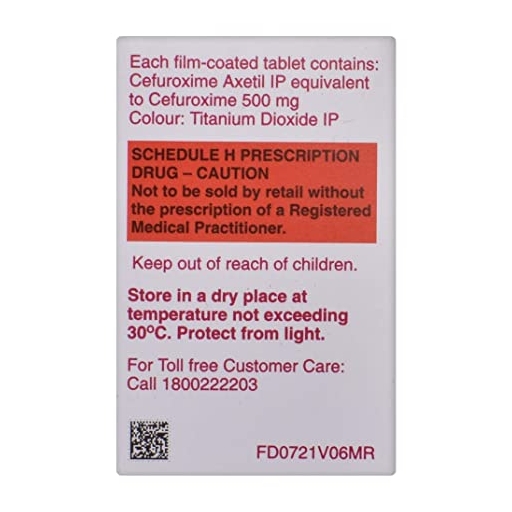 Each film-coated tablet contains:
Cefuroxime Axetil IP equivalent
to Cefuroxime 500 mg
Colour: Titanium Dioxide IP
SCHEDULE H PRESCRIPTION
DRUG – CAUTION
Not to be sold by retail without
the prescription of a Registered
Medical Practitioner.
Keep out of reach of children.
Store in a dry place at
temperature not exceeding
30ºC. Protect from light.
For Toll free Customer Care:
Call 1800222203
FD0721V06MR